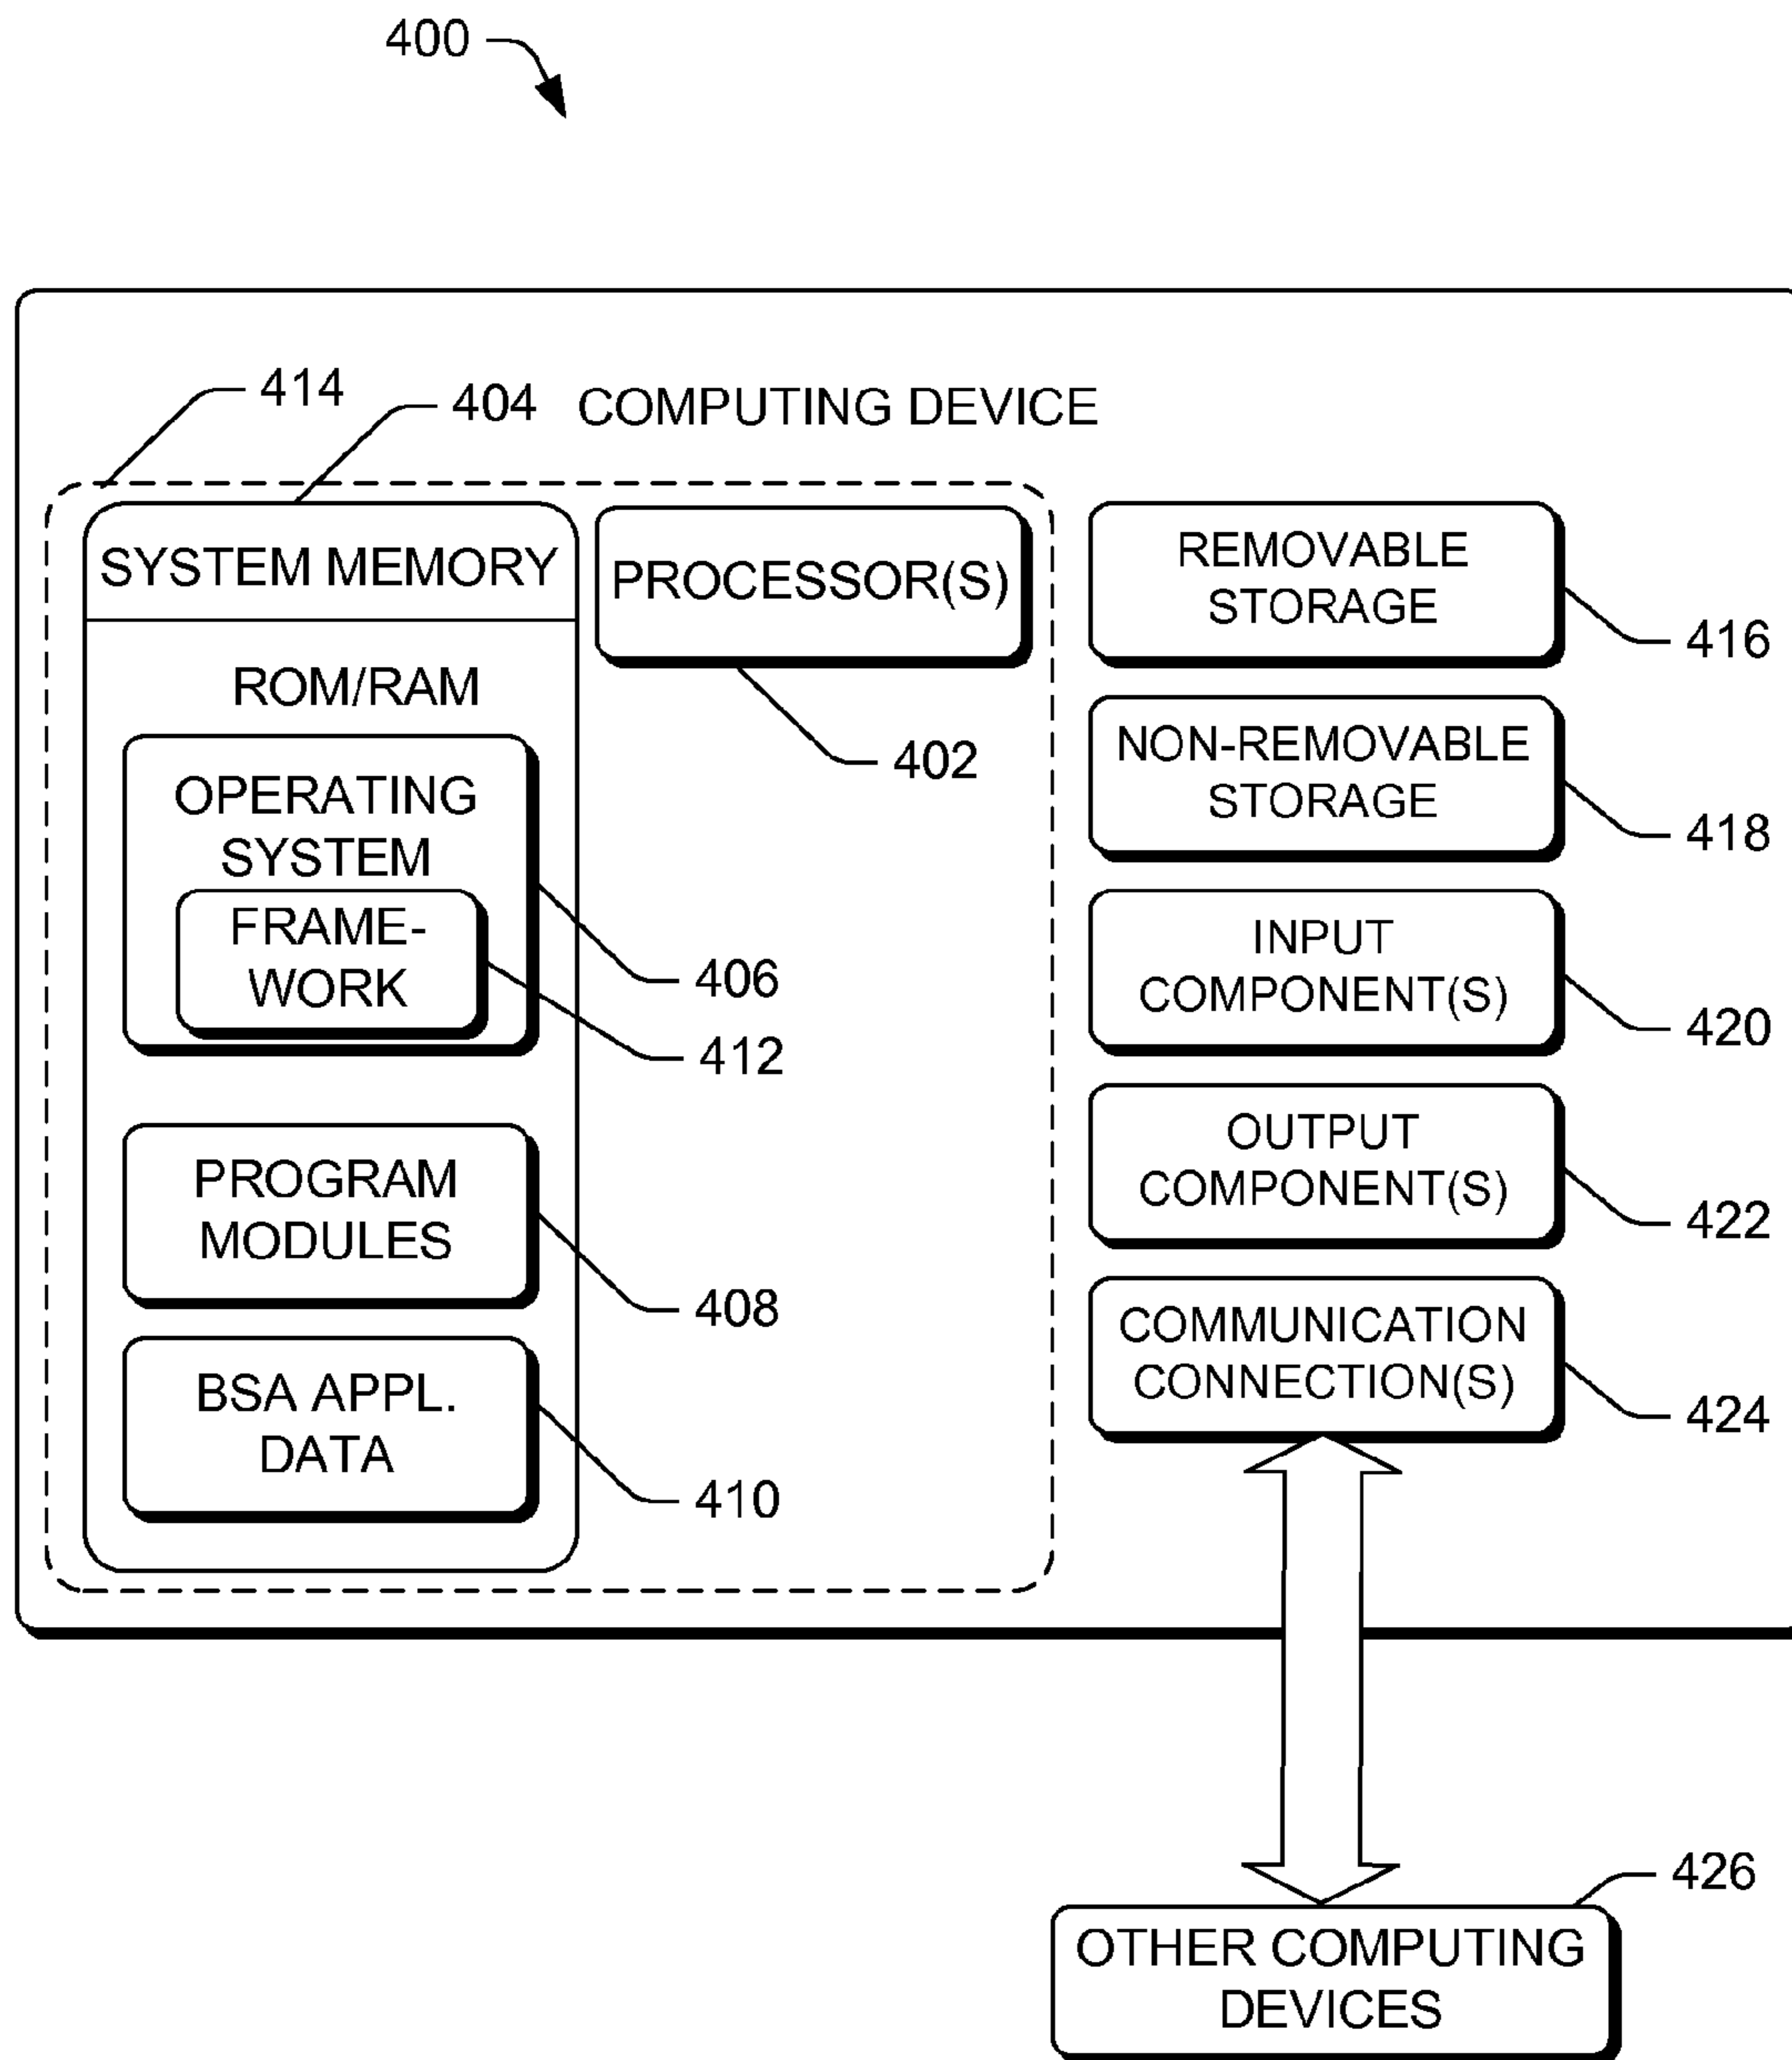 400
414
404
COMPUTING DEVICE
SYSTEM MEMORY
ROM/RAM
OPERATING
SYSTEM
FRAME-
WORK
406
412
PROGRAM
MODULES
408
BSA APPL.
DATA
410
PROCESSOR(S)
402
REMOVABLE
STORAGE
416
NON-REMOVABLE
STORAGE
418
INPUT
COMPONENT(S)
420
OUTPUT
COMPONENT(S)
422
COMMUNICATION
CONNECTION(S)
424
426
OTHER COMPUTING
DEVICES